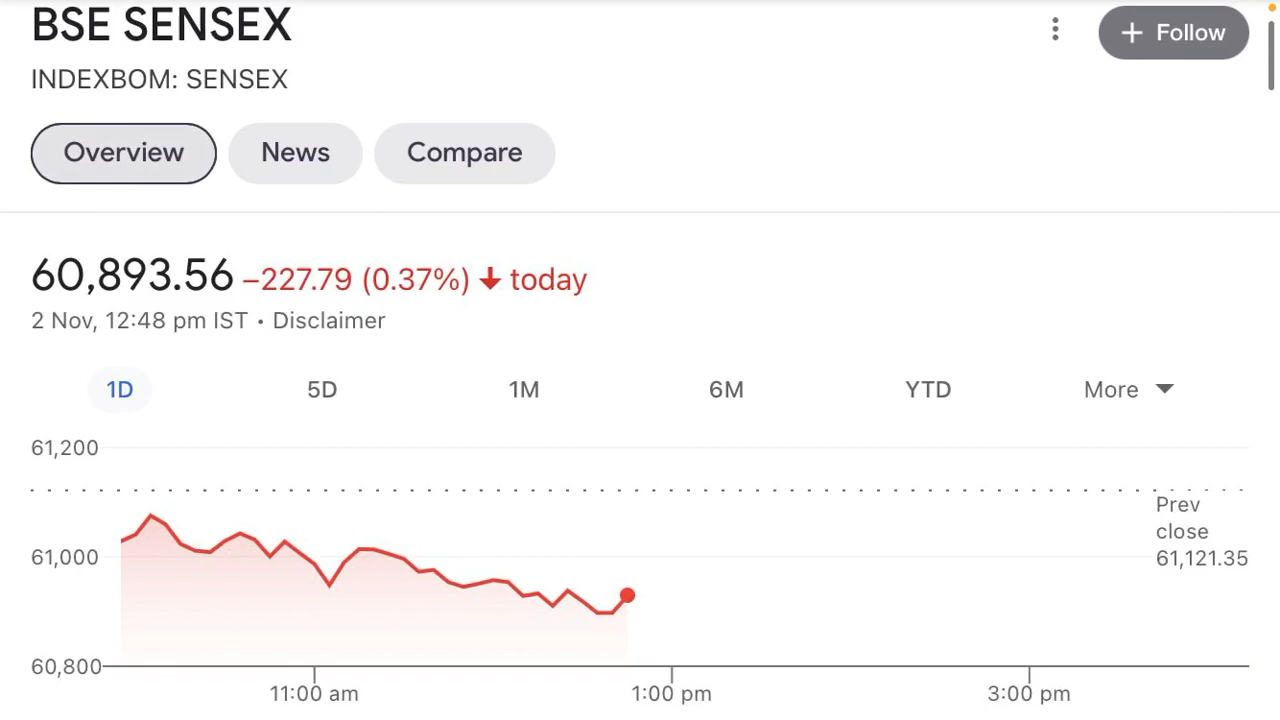 BSE SENSEX
+ Follow
INDEXBOM: SENSEX
Overview News Compare
60,893.56 –227.79 (0.37%) ↓ today
2 Nov, 12:48 pm IST • Disclaimer
1D 5D 1M 6M YTD More
61,200
Prev
close
61,121.35
61,000
60,800
11:00 am 1:00 pm 3:00 pm